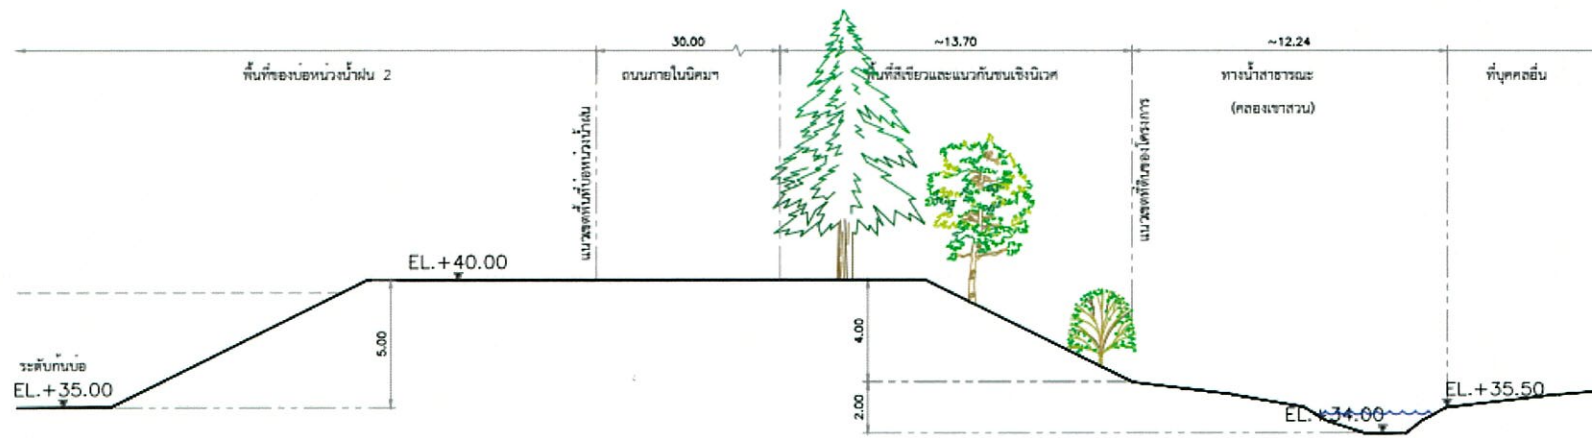 30.00
~13.70
~12.24
พื้นที่ของบ่อหน่วงน้ำฝน 2
ถนนภายในนิคมฯ
พื้นที่สีเขียวและแนวกันชนเชิงนิเวศ
ทางน้ำสาธารณะ
(คลองเขาสวน)
ที่บุคคลอื่น
แนวเขตพื้นที่บ่อหน่วงน้ำฝน
แนวเขตที่ดินของโครงการ
EL.+40.00
5.00
4.00
2.00
ระดับก้นบ่อ
EL.+35.00
EL.+34.00
EL.+35.50